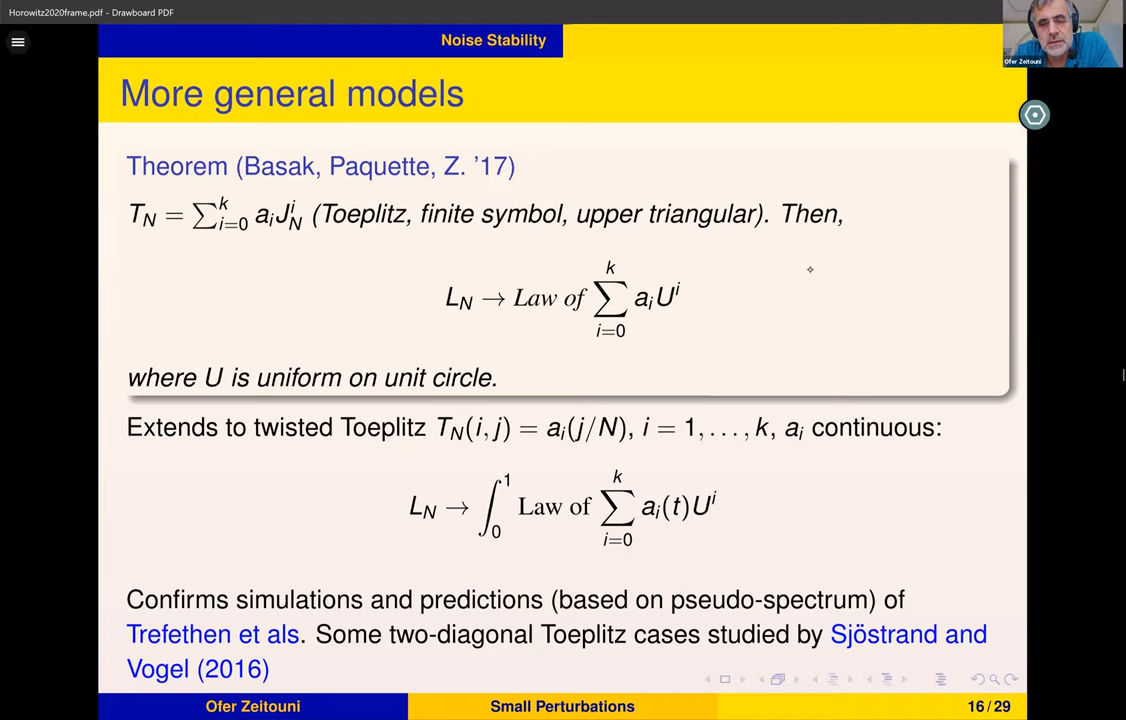 Horowitz2020frame.pdf - Drawboard PDF
Noise Stability
Ofer Zeitouni
More general models
Theorem (Basak, Paquette, Z. '17)
T_N = ∑_{i=0}^{k} a_i J_N^i (Toeplitz, finite symbol, upper triangular). Then,
L_N → Law of ∑_{i=0}^{k} a_i U^i
where U is uniform on unit circle.
Extends to twisted Toeplitz T_N(i, j) = a_i(j/N), i = 1, . . . , k, a_i continuous:
L_N → ∫_0^1 Law of ∑_{i=0}^{k} a_i(t)U^i
Confirms simulations and predictions (based on pseudo-spectrum) of
Trefethen et als. Some two-diagonal Toeplitz cases studied by Sjöstrand and
Vogel (2016)
Ofer Zeitouni Small Perturbations 16 / 29